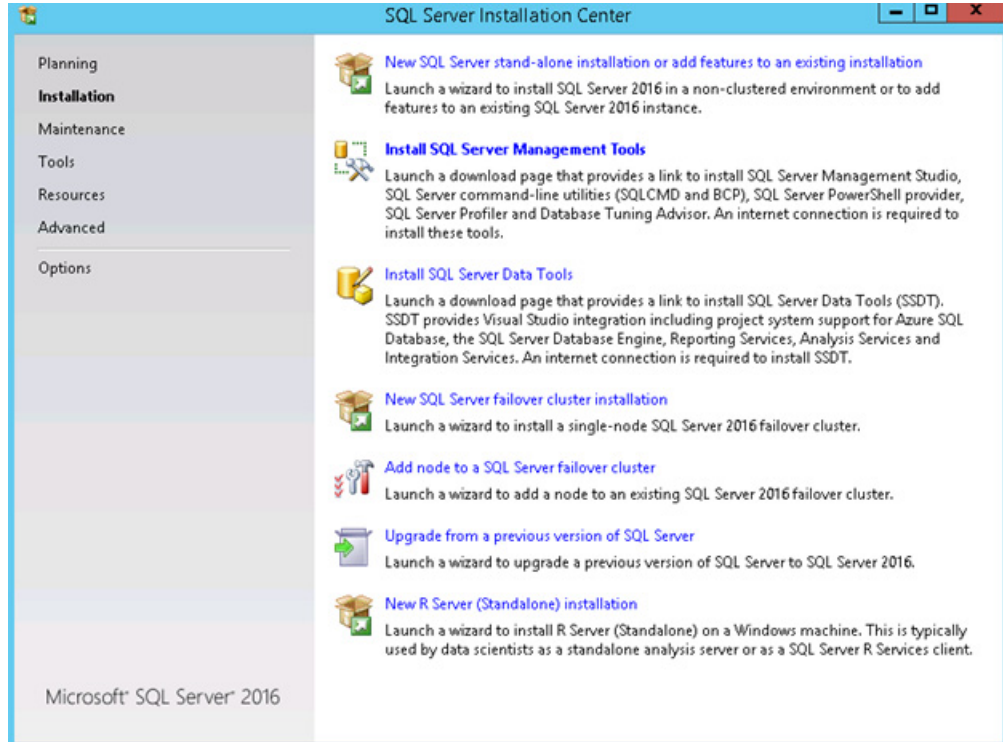 SQL Server Installation Center
Planning
Installation
Maintenance
Tools
Resources
Advanced
Options
New SQL Server stand-alone installation or add features to an existing installation
Launch a wizard to install SQL Server 2016 in a non-clustered environment or to add
features to an existing SQL Server 2016 instance.
Install SQL Server Management Tools
Launch a download page that provides a link to install SQL Server Management Studio,
SQL Server command-line utilities (SQLCMD and BCP), SQL Server PowerShell provider,
SQL Server Profiler and Database Tuning Advisor. An internet connection is required to
install these tools.
Install SQL Server Data Tools
Launch a download page that provides a link to install SQL Server Data Tools (SSDT).
SSDT provides Visual Studio integration including project system support for Azure SQL
Database, the SQL Server Database Engine, Reporting Services, Analysis Services and
Integration Services. An internet connection is required to install SSDT.
New SQL Server failover cluster installation
Launch a wizard to install a single-node SQL Server 2016 failover cluster.
Add node to a SQL Server failover cluster
Launch a wizard to add a node to an existing SQL Server 2016 failover cluster.
Upgrade from a previous version of SQL Server
Launch a wizard to upgrade a previous version of SQL Server to SQL Server 2016.
New R Server (Standalone) installation
Launch a wizard to install R Server (Standalone) on a Windows machine. This is typically
used by data scientists as a standalone analysis server or as a SQL Server R Services client.
Microsoft® SQL Server® 2016